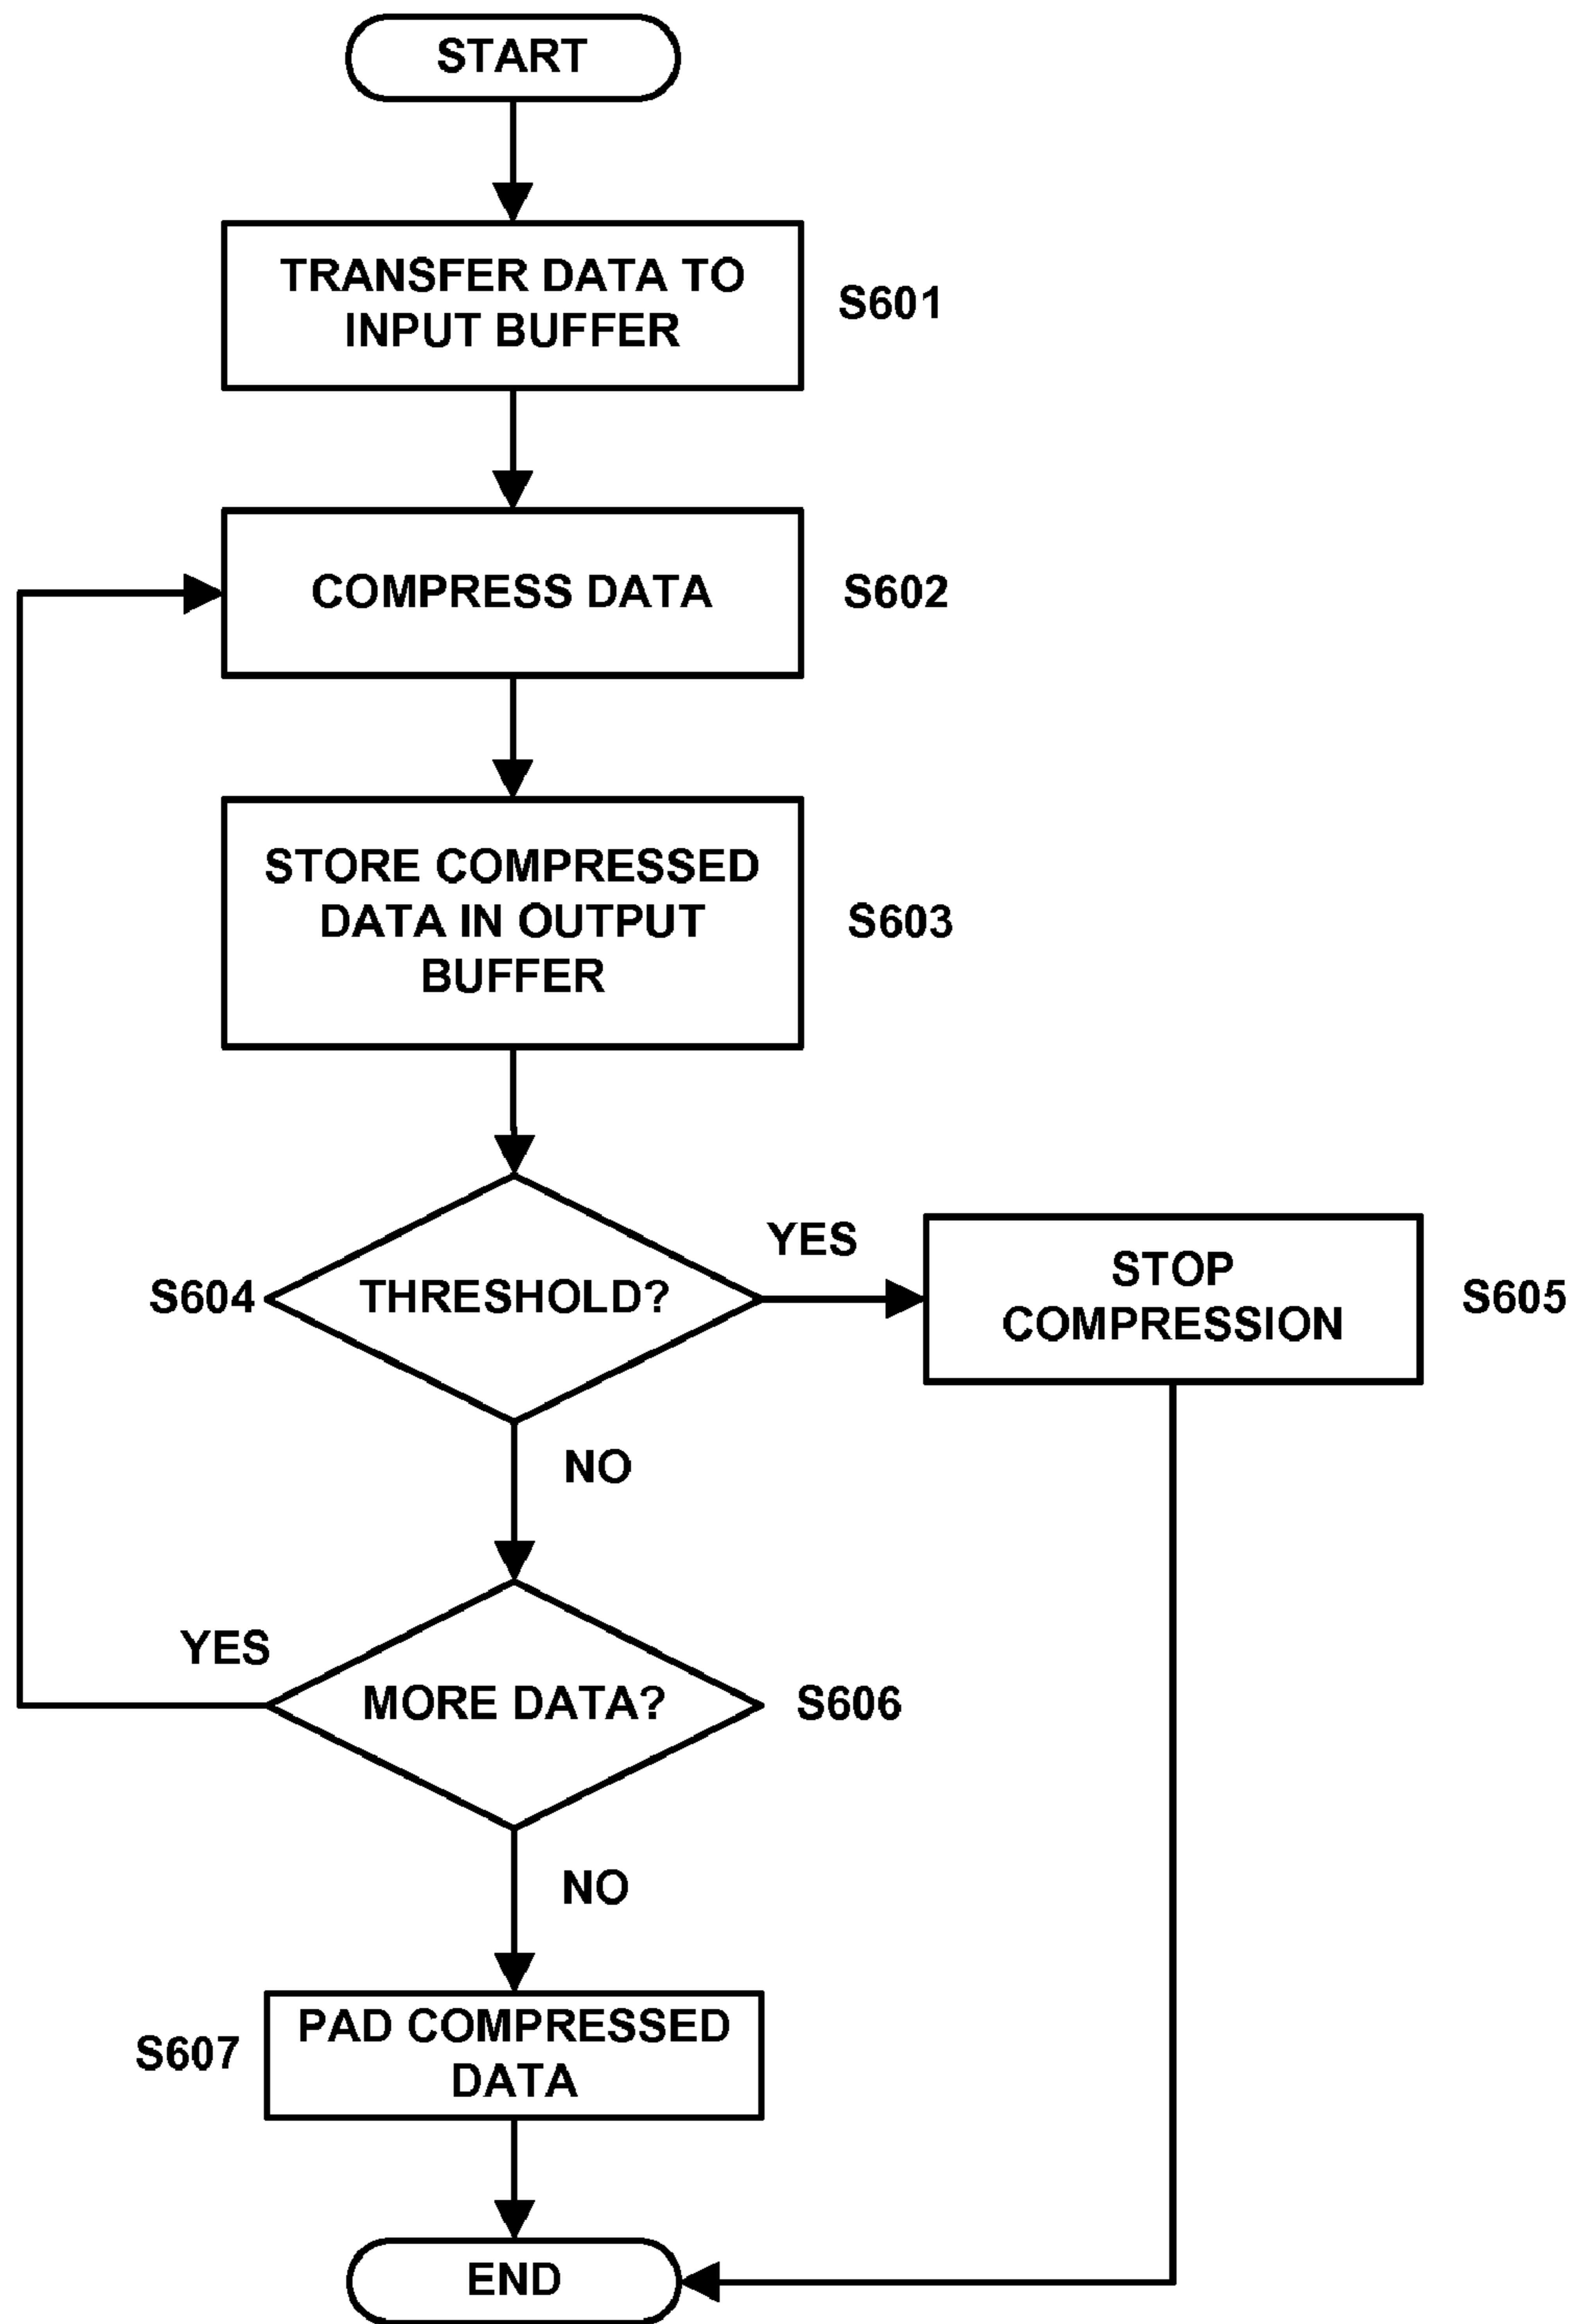 START
TRANSFER DATA TO
INPUT BUFFER
S601
COMPRESS DATA
S602
STORE COMPRESSED
DATA IN OUTPUT
BUFFER
S603
S604
THRESHOLD?
YES
STOP
COMPRESSION
S605
NO
YES
MORE DATA?
S606
NO
S607
PAD COMPRESSED
DATA
END